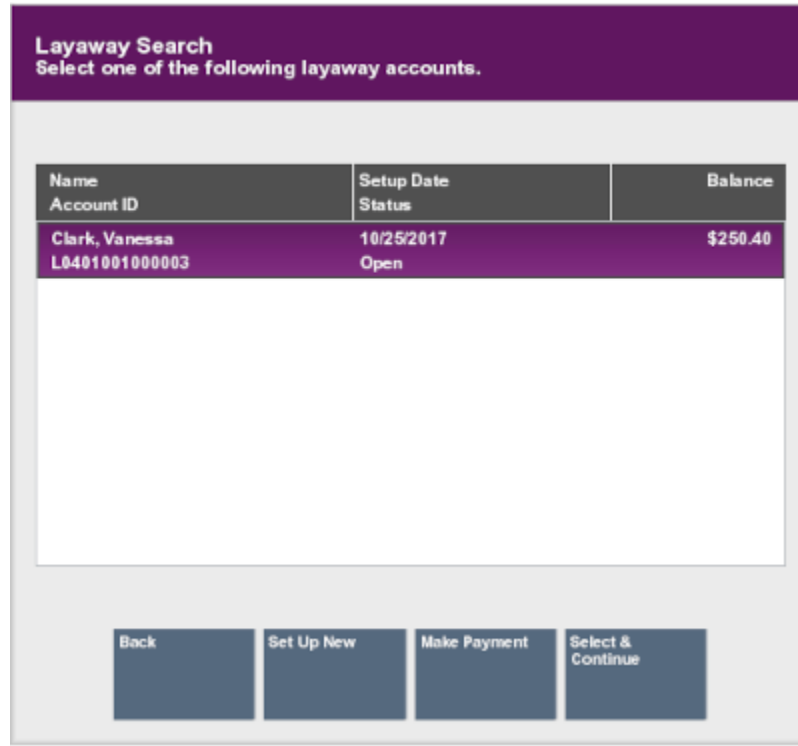 Layaway Search
Select one of the following layaway accounts.
Name Setup Date Balance
Account ID Status
Clark, Vanessa 10/25/2017 $250.40
L0401001000003 Open
Back Set Up New Make Payment Select &
Continue